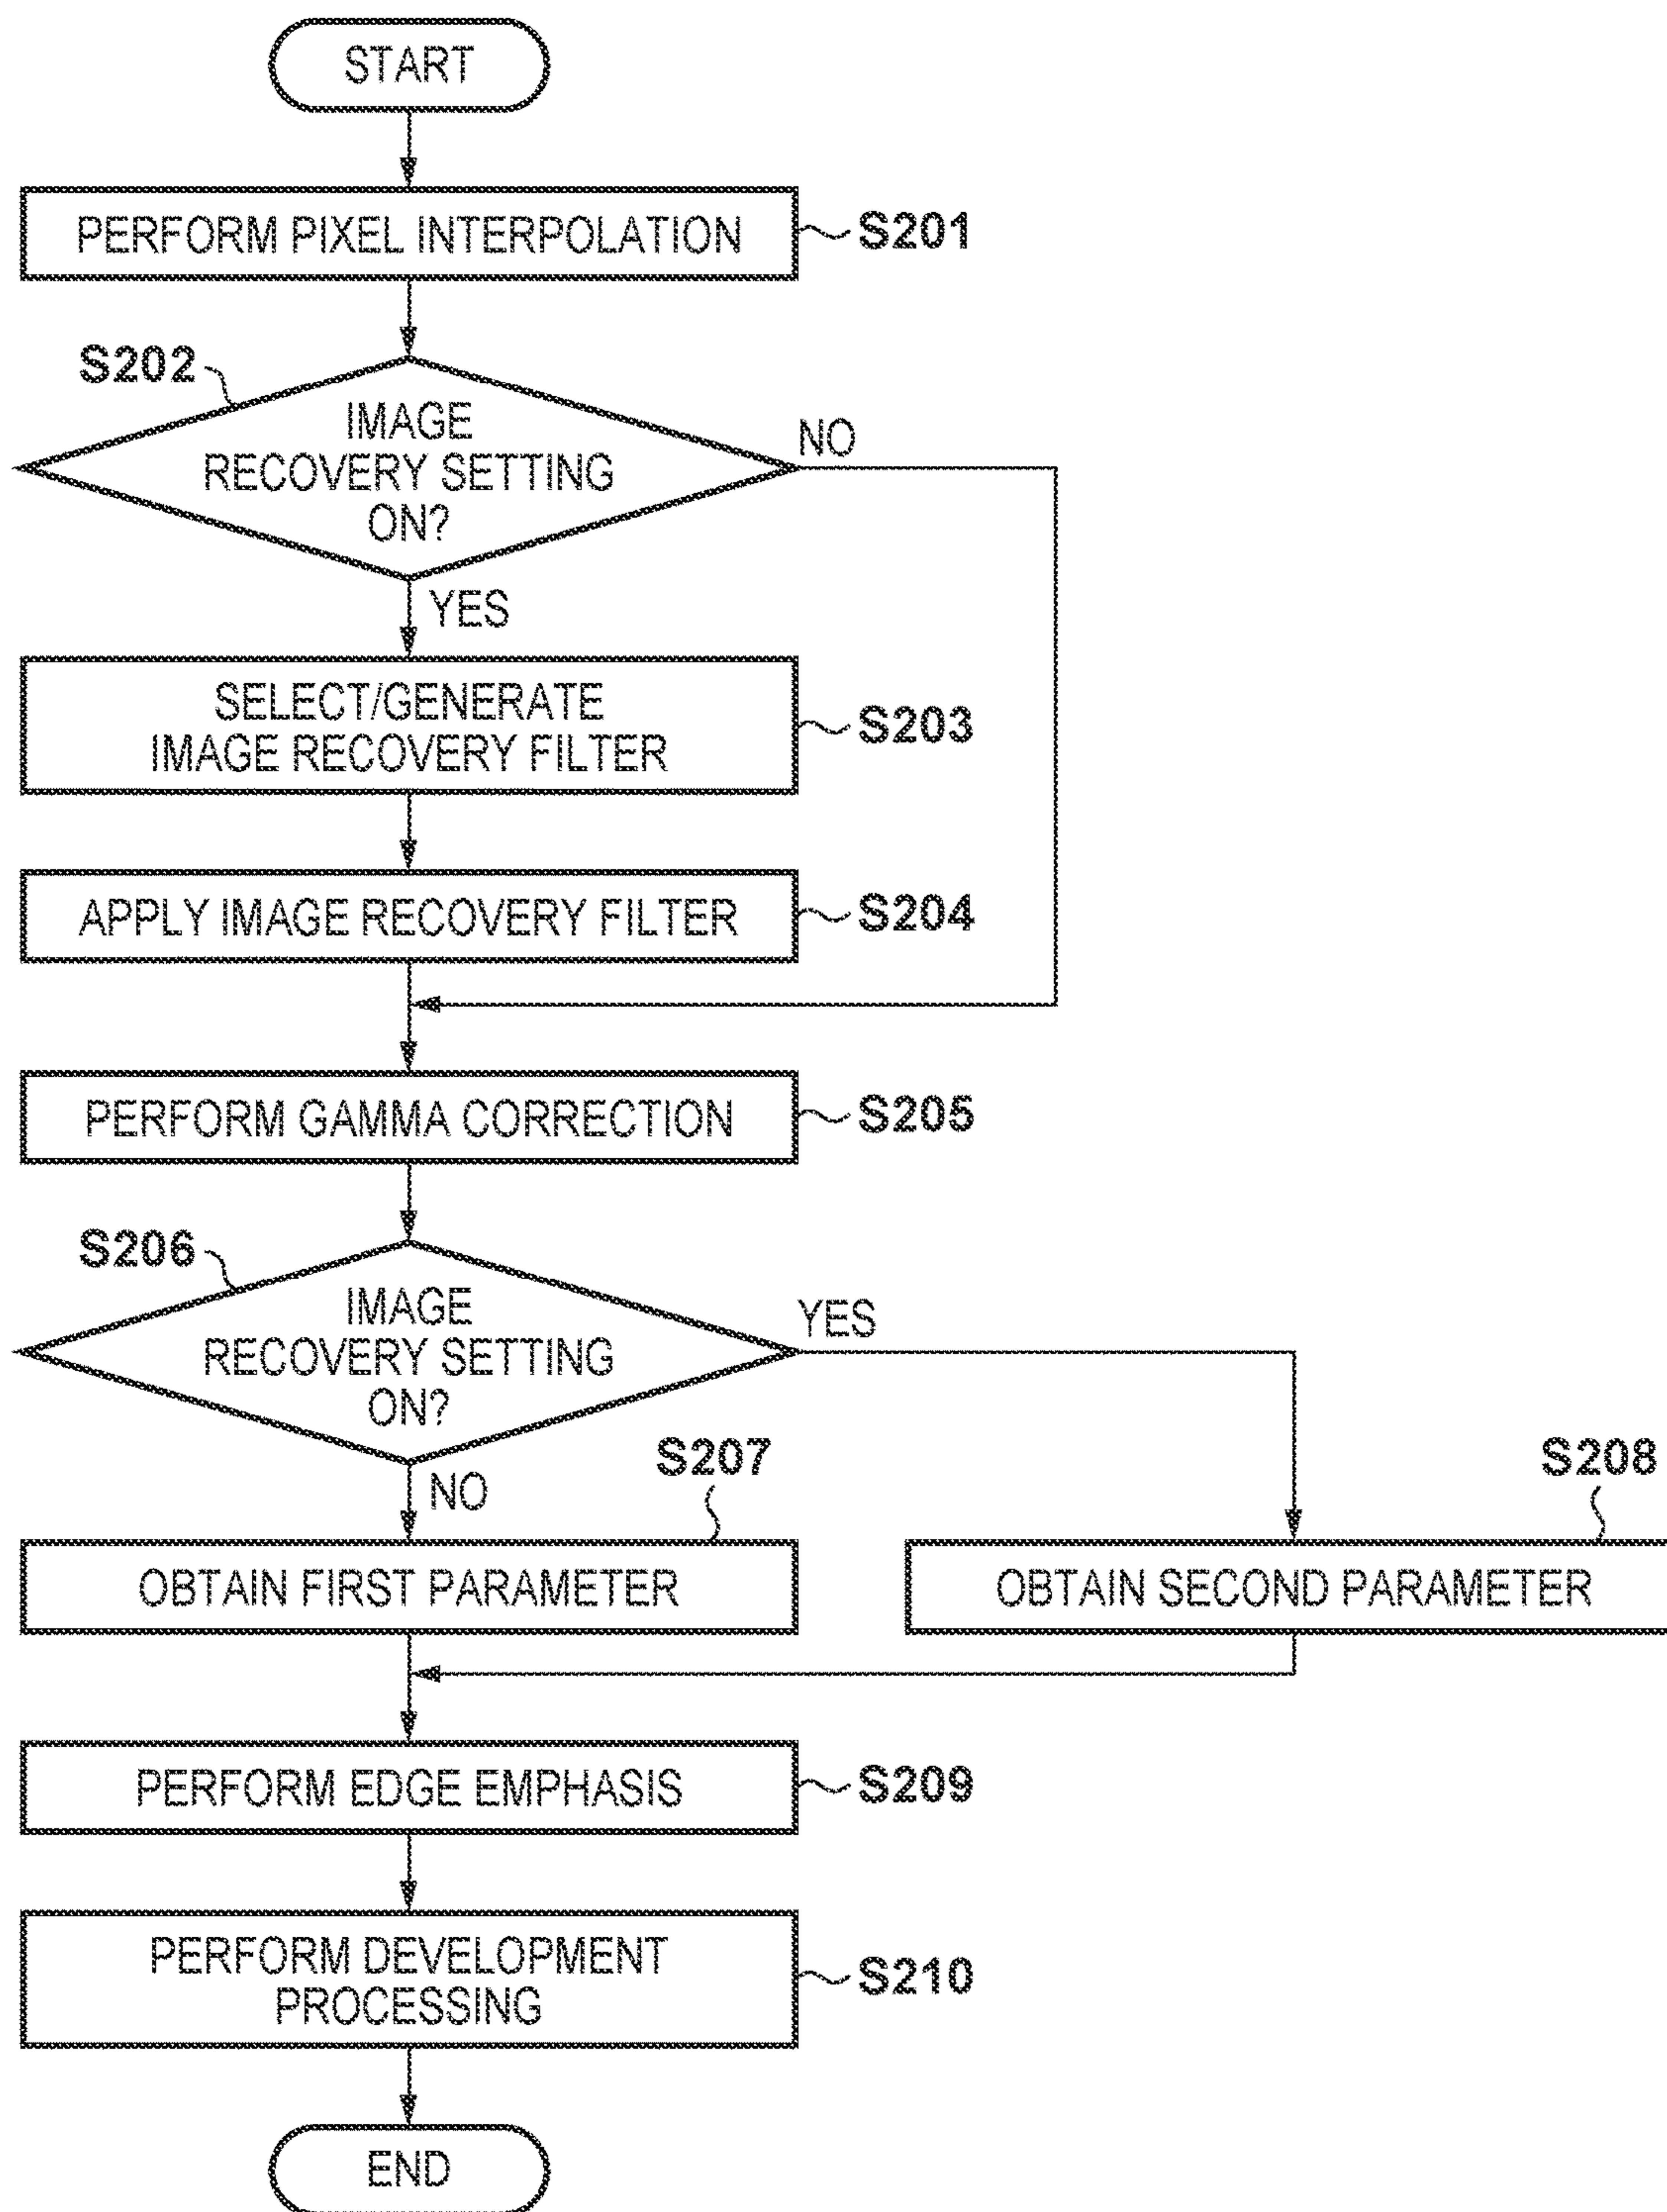 START
PERFORM PIXEL INTERPOLATION
S201
S202
IMAGE
RECOVERY SETTING
ON?
NO
YES
SELECT/GENERATE
IMAGE RECOVERY FILTER
S203
APPLY IMAGE RECOVERY FILTER
S204
PERFORM GAMMA CORRECTION
S205
S206
IMAGE
RECOVERY SETTING
ON?
YES
NO
S207
S208
OBTAIN FIRST PARAMETER
OBTAIN SECOND PARAMETER
PERFORM EDGE EMPHASIS
S209
PERFORM DEVELOPMENT
PROCESSING
S210
END